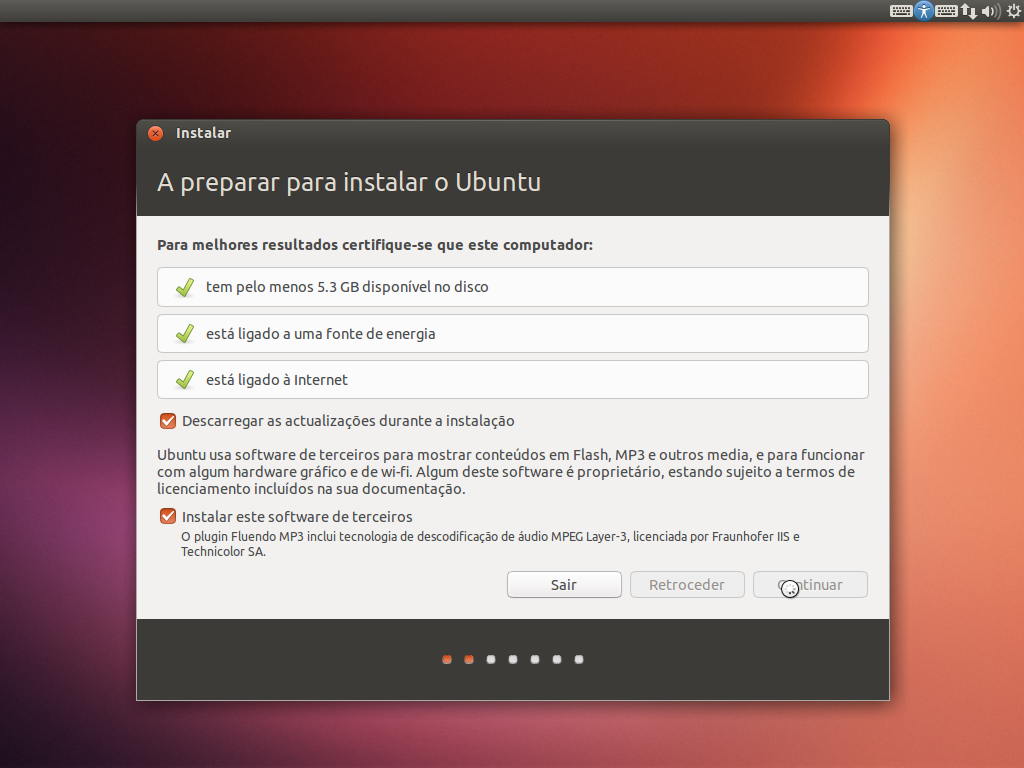 Instalar
A preparar para instalar o Ubuntu
Para melhores resultados certifique-se que este computador:
tem pelo menos 5.3 GB disponível no disco
está ligado a uma fonte de energia
está ligado à Internet
Descarregar as actualizações durante a instalação
Ubuntu usa software de terceiros para mostrar conteúdos em Flash, MP3 e outros media, e para funcionar
com algum hardware gráfico e de wi-fi. Algum deste software é proprietário, estando sujeito a termos de
licenciamento incluídos na sua documentação.
Instalar este software de terceiros
O plugin Fluendo MP3 inclui tecnologia de descodificação de áudio MPEG Layer-3, licenciada por Fraunhofer IIS e
Technicolor SA.
Sair
Retroceder
Continuar